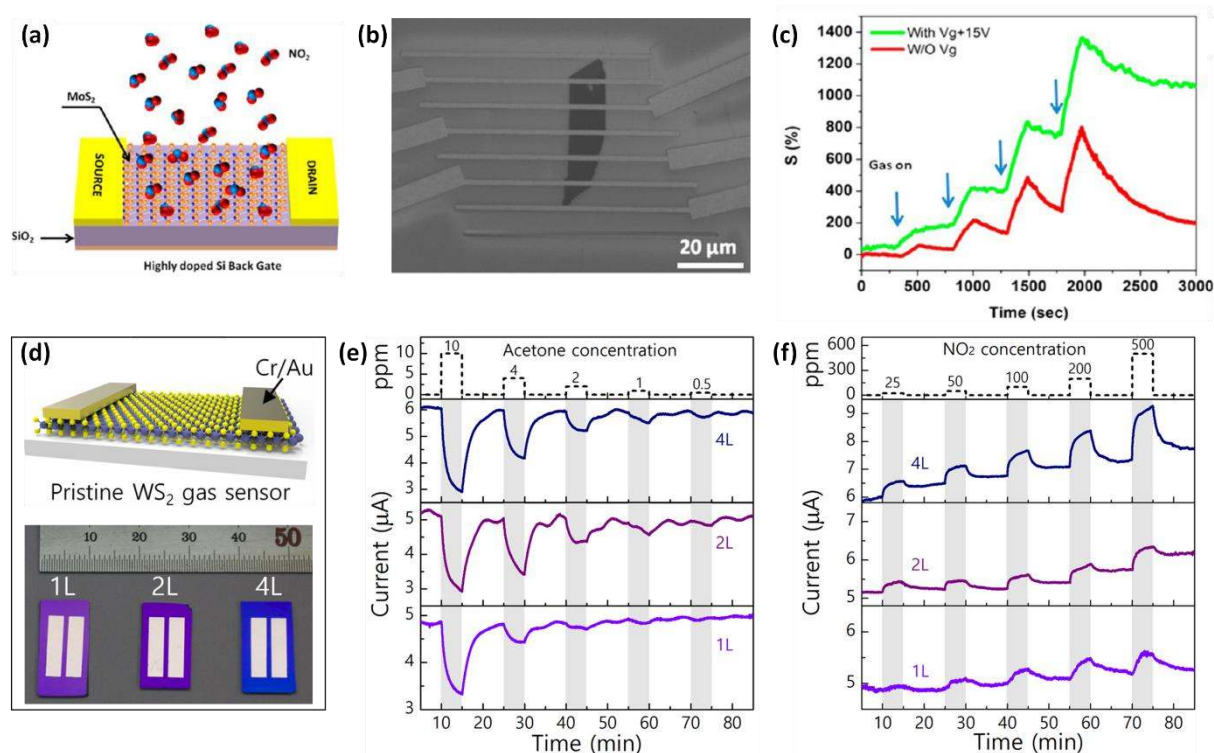 (a)
NO2
MoS2
SOURCE
DRAIN
SiO2
Highly doped Si Back Gate
(b)
20 μm
(c)
With Vg+15V
W/O Vg
Gas on
S (%)
1400
1200
1000
800
600
400
200
0
0 500 1000 1500 2000 2500 3000
Time (sec)
(d)
Cr/Au
Pristine WS2 gas sensor
10 20 30 40 50
1L 2L 4L
(e)
Acetone concentration
ppm
10
5
0
10 4 2 1 0.5
Current (μA)
6
5
4
3
4L
5
4
3
2L
5
4
3
1L
10 20 30 40 50 60 70 80
Time (min)
(f)
NO2 concentration
ppm
600
400
200
0
25 50 100 200 500
Current (μA)
9
8
7
6
4L
7
6
5
2L
6
5
1L
10 20 30 40 50 60 70 80
Time (min)